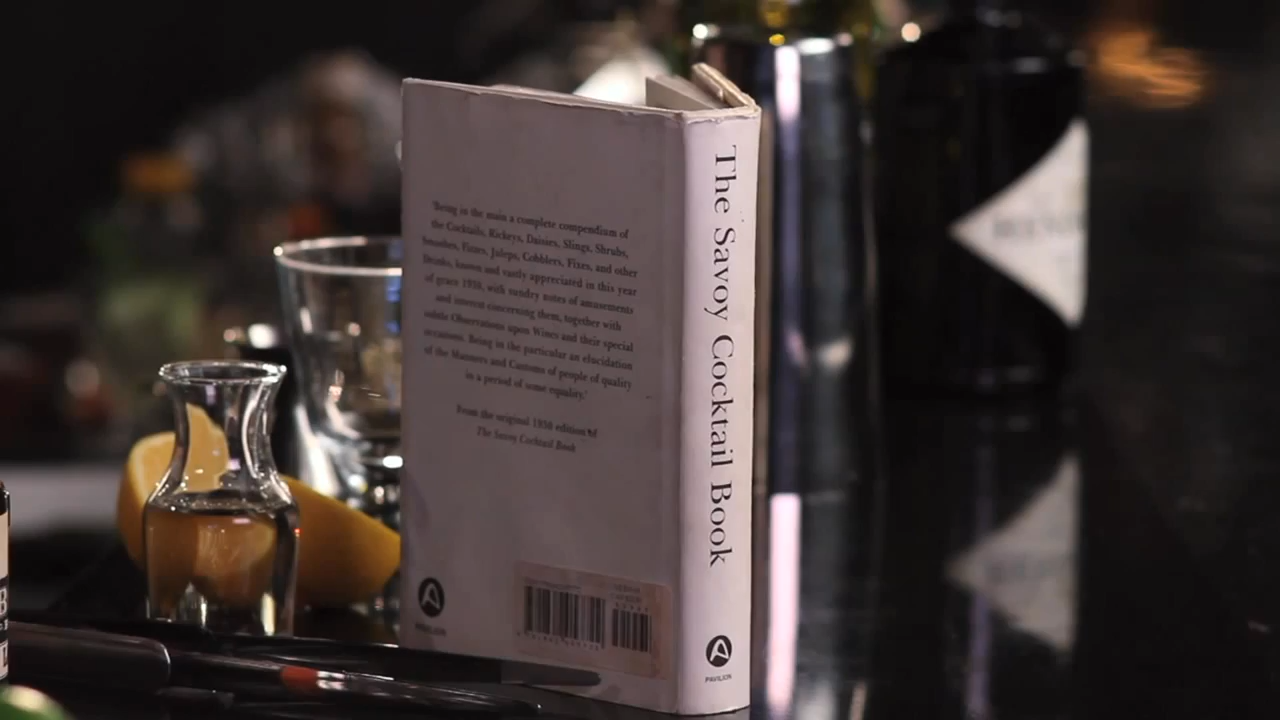 'Being in the main a complete compendium of
the Cocktails, Rickeys, Daisies, Slings, Shrubs,
Smashes, Fizzes, Juleps, Cobblers, Fixes, and other
Drinks, known and vastly appreciated in this year
of grace 1930, with sundry notes of amusements
and interest concerning them, together with
subtle Observations upon Wines and their special
occasions. Being in the particular an elucidation
of the Manners and Customs of people of quality
in a period of some equality.'
From the original 1930 edition of
The Savoy Cocktail Book
PAVILION
The Savoy Cocktail Book
PAVILION